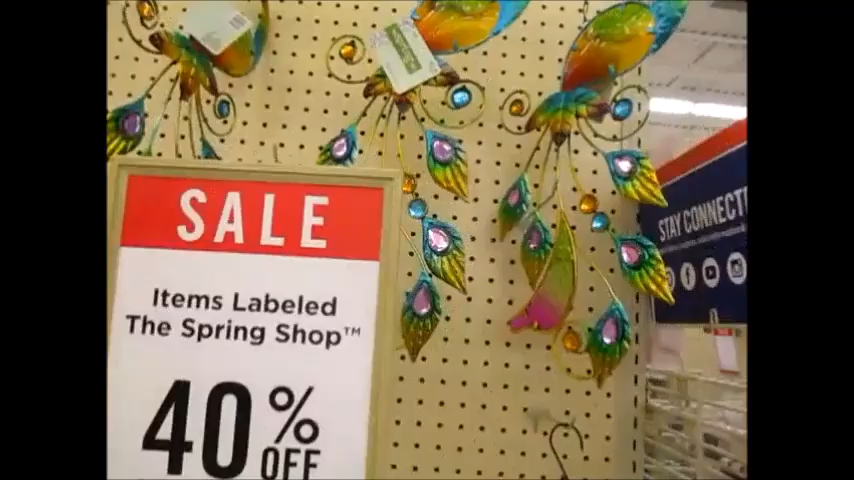 SALE
Items Labeled
The Spring Shop™
40% OFF
STAY CONNECT